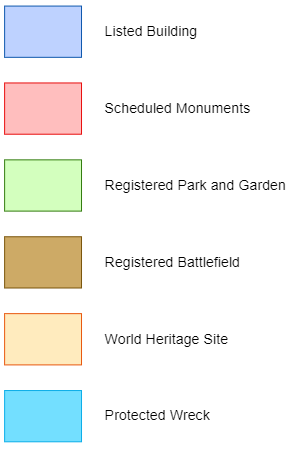 Listed Building
Scheduled Monuments
Registered Park and Garden
Registered Battlefield
World Heritage Site
Protected Wreck